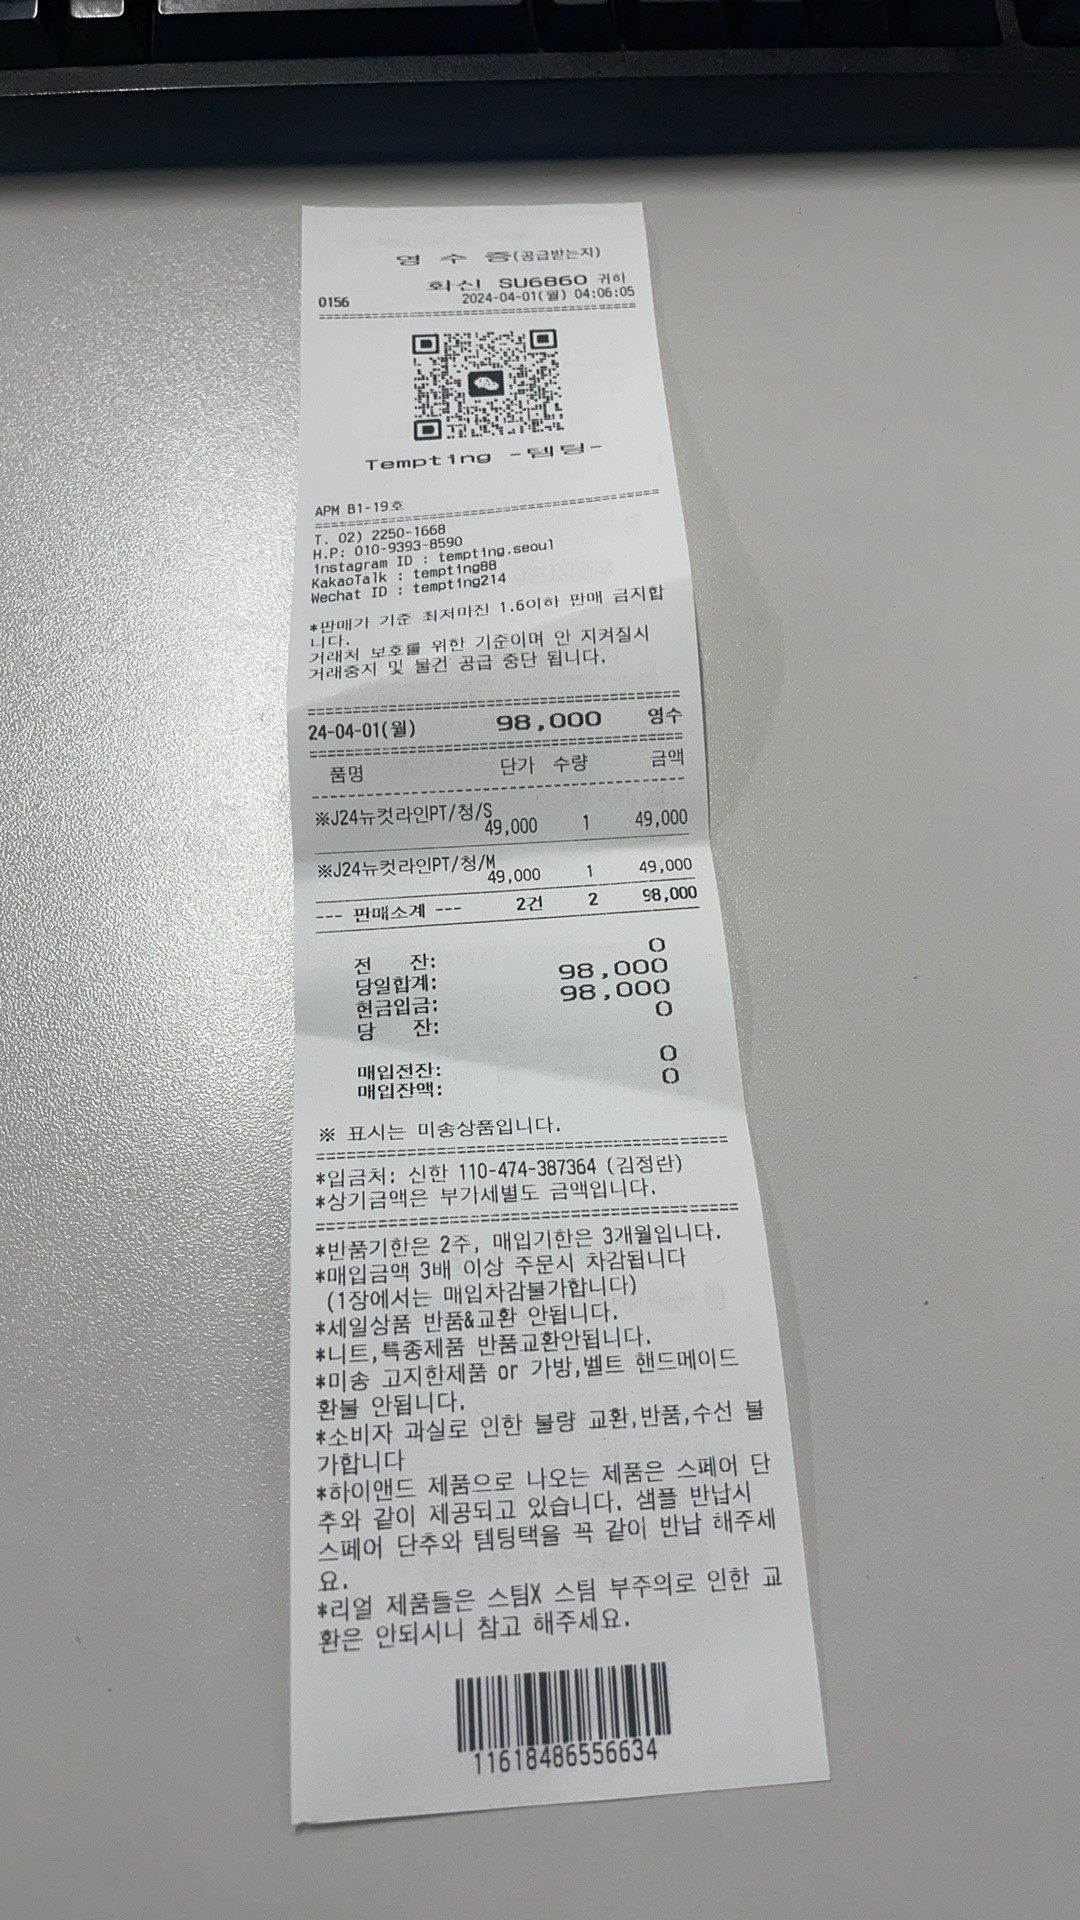 영 수 증(공급받는지)
화신 SU6860 귀하
0156 2024-04-01(월) 04:06:05
Tempting -템팅-
APM B1-19호
T. 02) 2250-1668
H.P: 010-9393-8590
instagram ID : tempting.seoul
KakaoTalk : tempting88
Wechat ID : tempting214
*판매가 기준 최저마진 1.6이하 판매 금지합
니다.
거래처 보호를 위한 기준이며 안 지켜질시
거래중지 및 물건 공급 중단 됩니다.
24-04-01(월) 98,000 영수
품명 단가 수량 금액
※J24뉴컷라인PT/청/S
49,000 1 49,000
※J24뉴컷라인PT/청/M
49,000 1 49,000
--- 판매소계 --- 2건 2 98,000
전 잔: 0
당일합계: 98,000
현금입금: 98,000
당 잔: 0
매입전잔: 0
매입잔액: 0
※ 표시는 미송상품입니다.
*입금처: 신한 110-474-387364 (김정란)
*상기금액은 부가세별도 금액입니다.
*반품기한은 2주, 매입기한은 3개월입니다.
*매입금액 3배 이상 주문시 차감됩니다
(1장에서는 매입차감불가합니다)
*세일상품 반품&교환 안됩니다.
*니트,특종제품 반품교환안됩니다.
*미송 고지한제품 or 가방,벨트 핸드메이드
환불 안됩니다.
*소비자 과실로 인한 불량 교환,반품,수선 불
가합니다
*하이앤드 제품으로 나오는 제품은 스페어 단
추와 같이 제공되고 있습니다. 샘플 반납시
스페어 단추와 템팅택을 꼭 같이 반납 해주세
요.
*리얼 제품들은 스팀X 스팀 부주의로 인한 교
환은 안되시니 참고 해주세요.
11618486556634